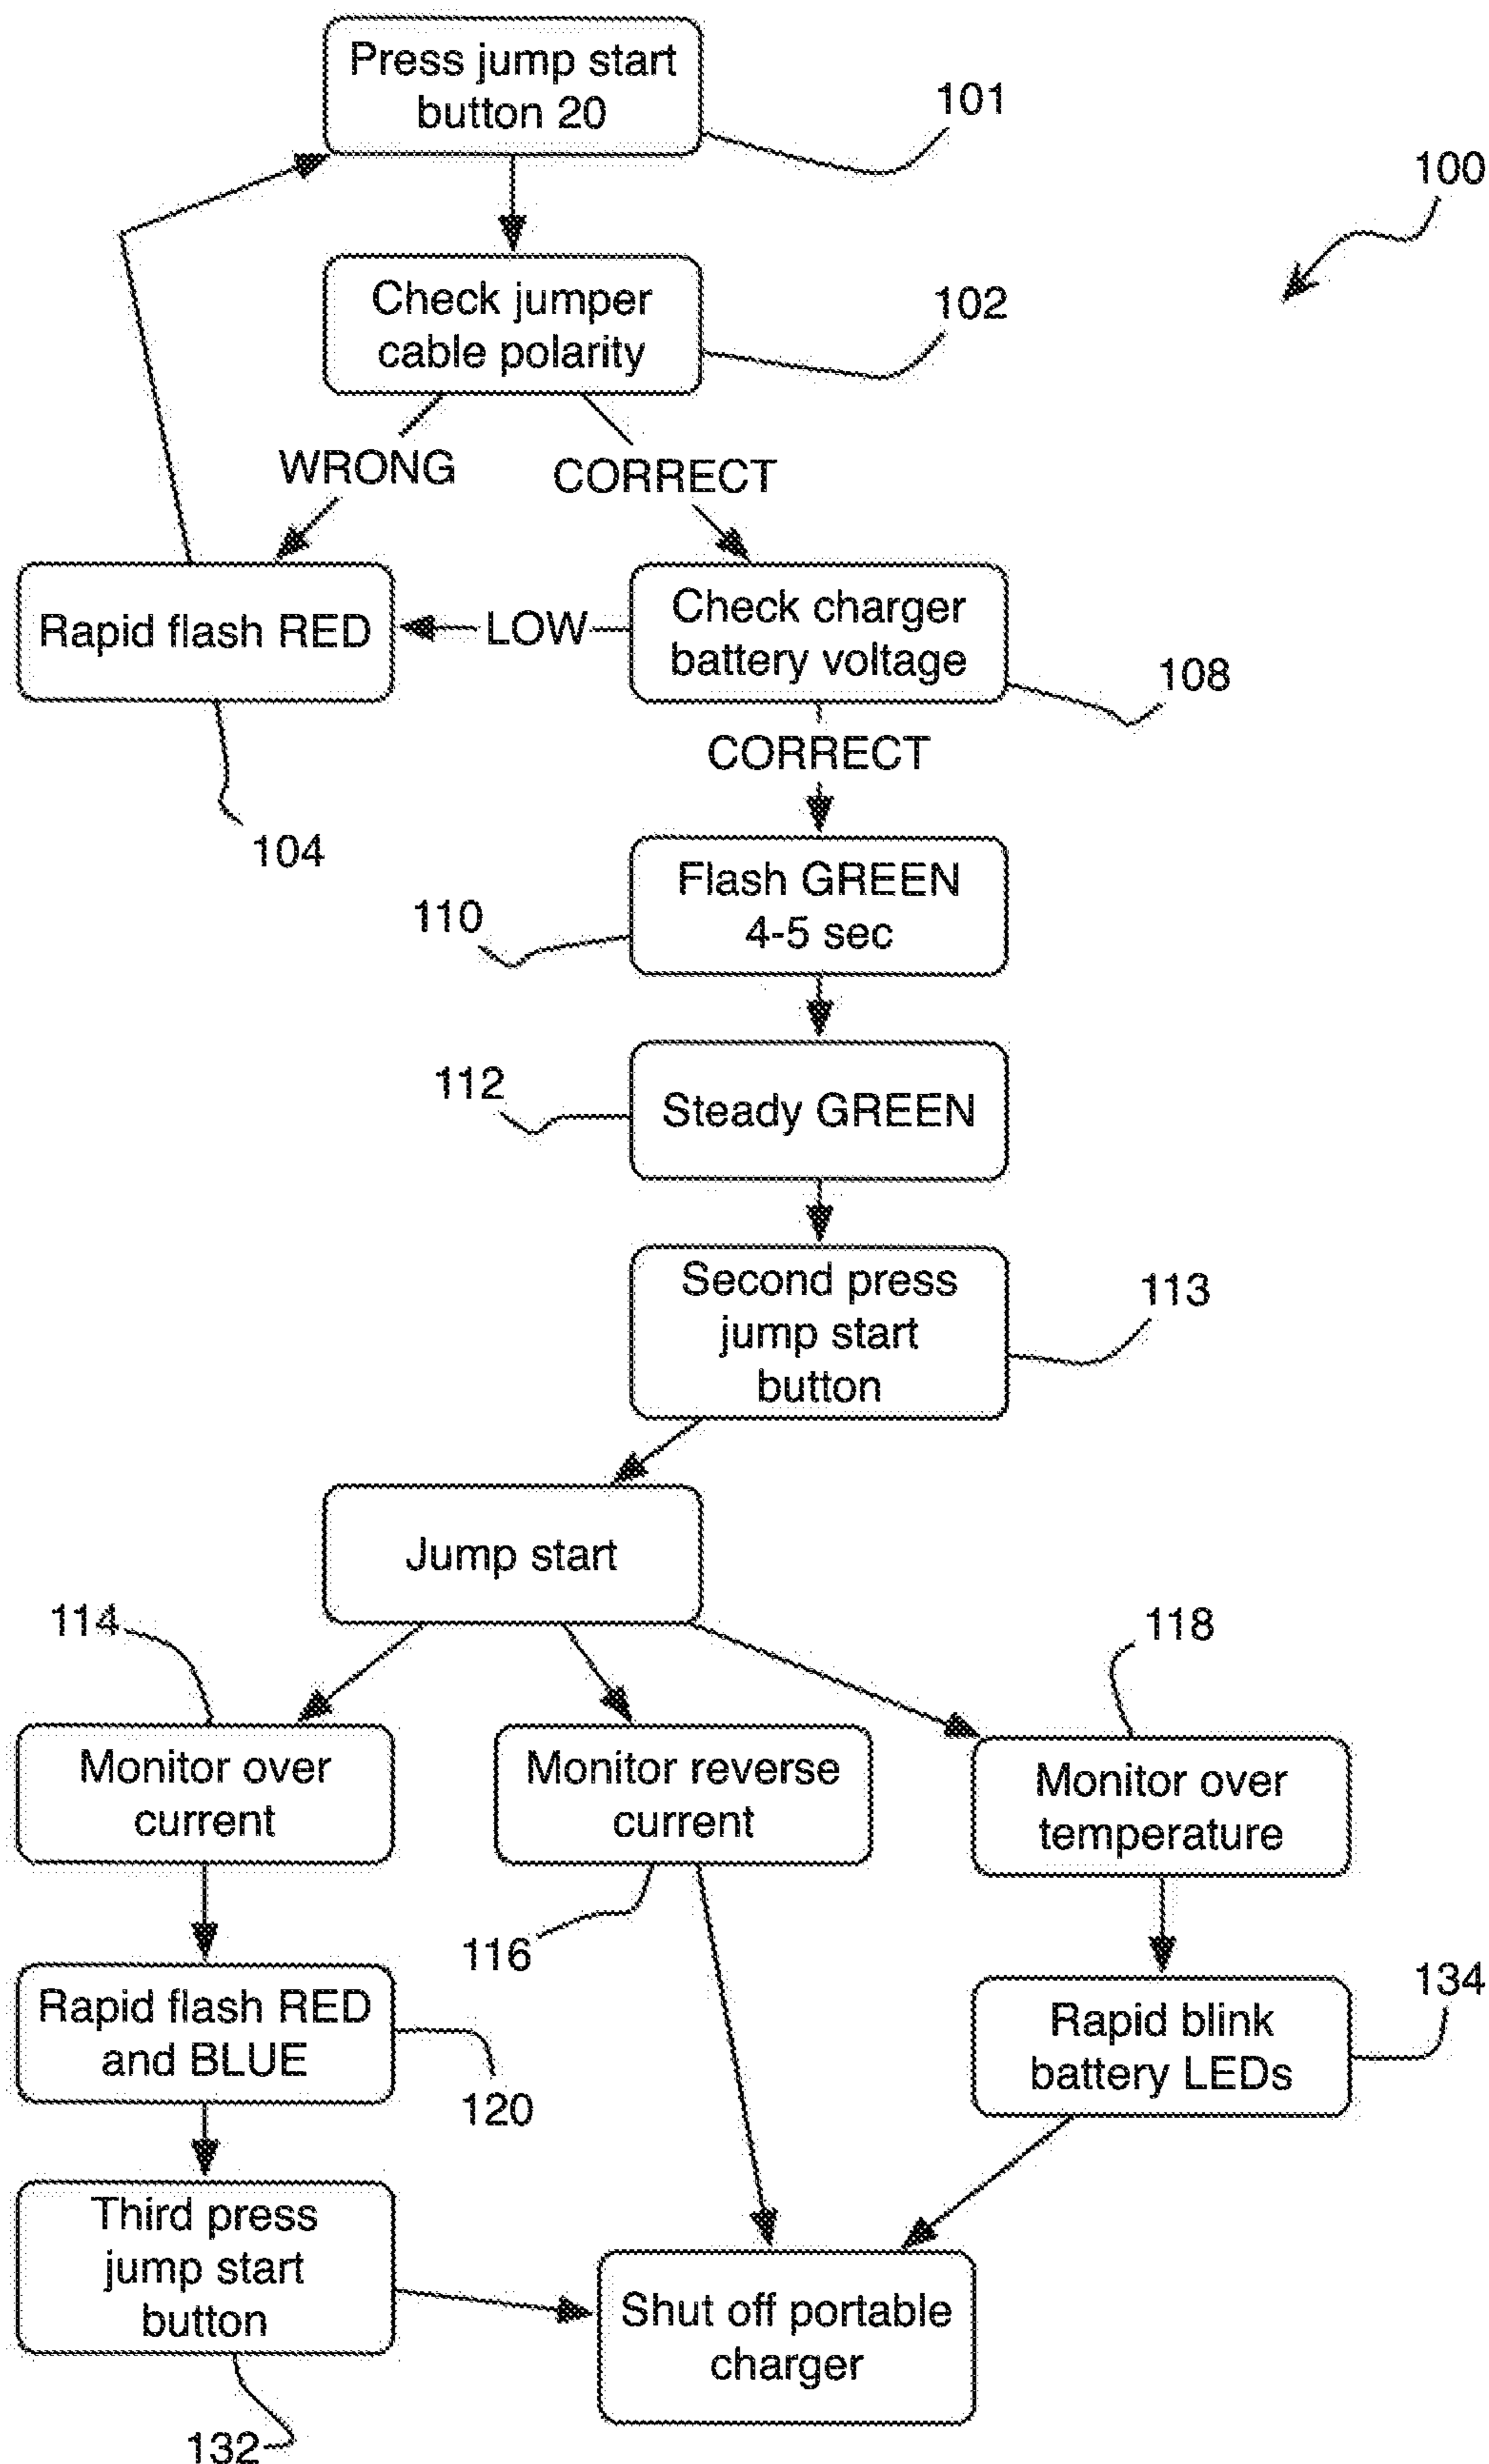 Press jump start
button 20
101
100
Check jumper
cable polarity
102
WRONG
CORRECT
Rapid flash RED
LOW
Check charger
battery voltage
104
108
CORRECT
Flash GREEN
4-5 sec
110
112
Steady GREEN
Second press
jump start
button
113
Jump start
114
118
Monitor over
current
Monitor reverse
current
Monitor over
temperature
116
Rapid flash RED
and BLUE
120
Rapid blink
battery LEDs
134
Third press
jump start
button
Shut off portable
charger
132